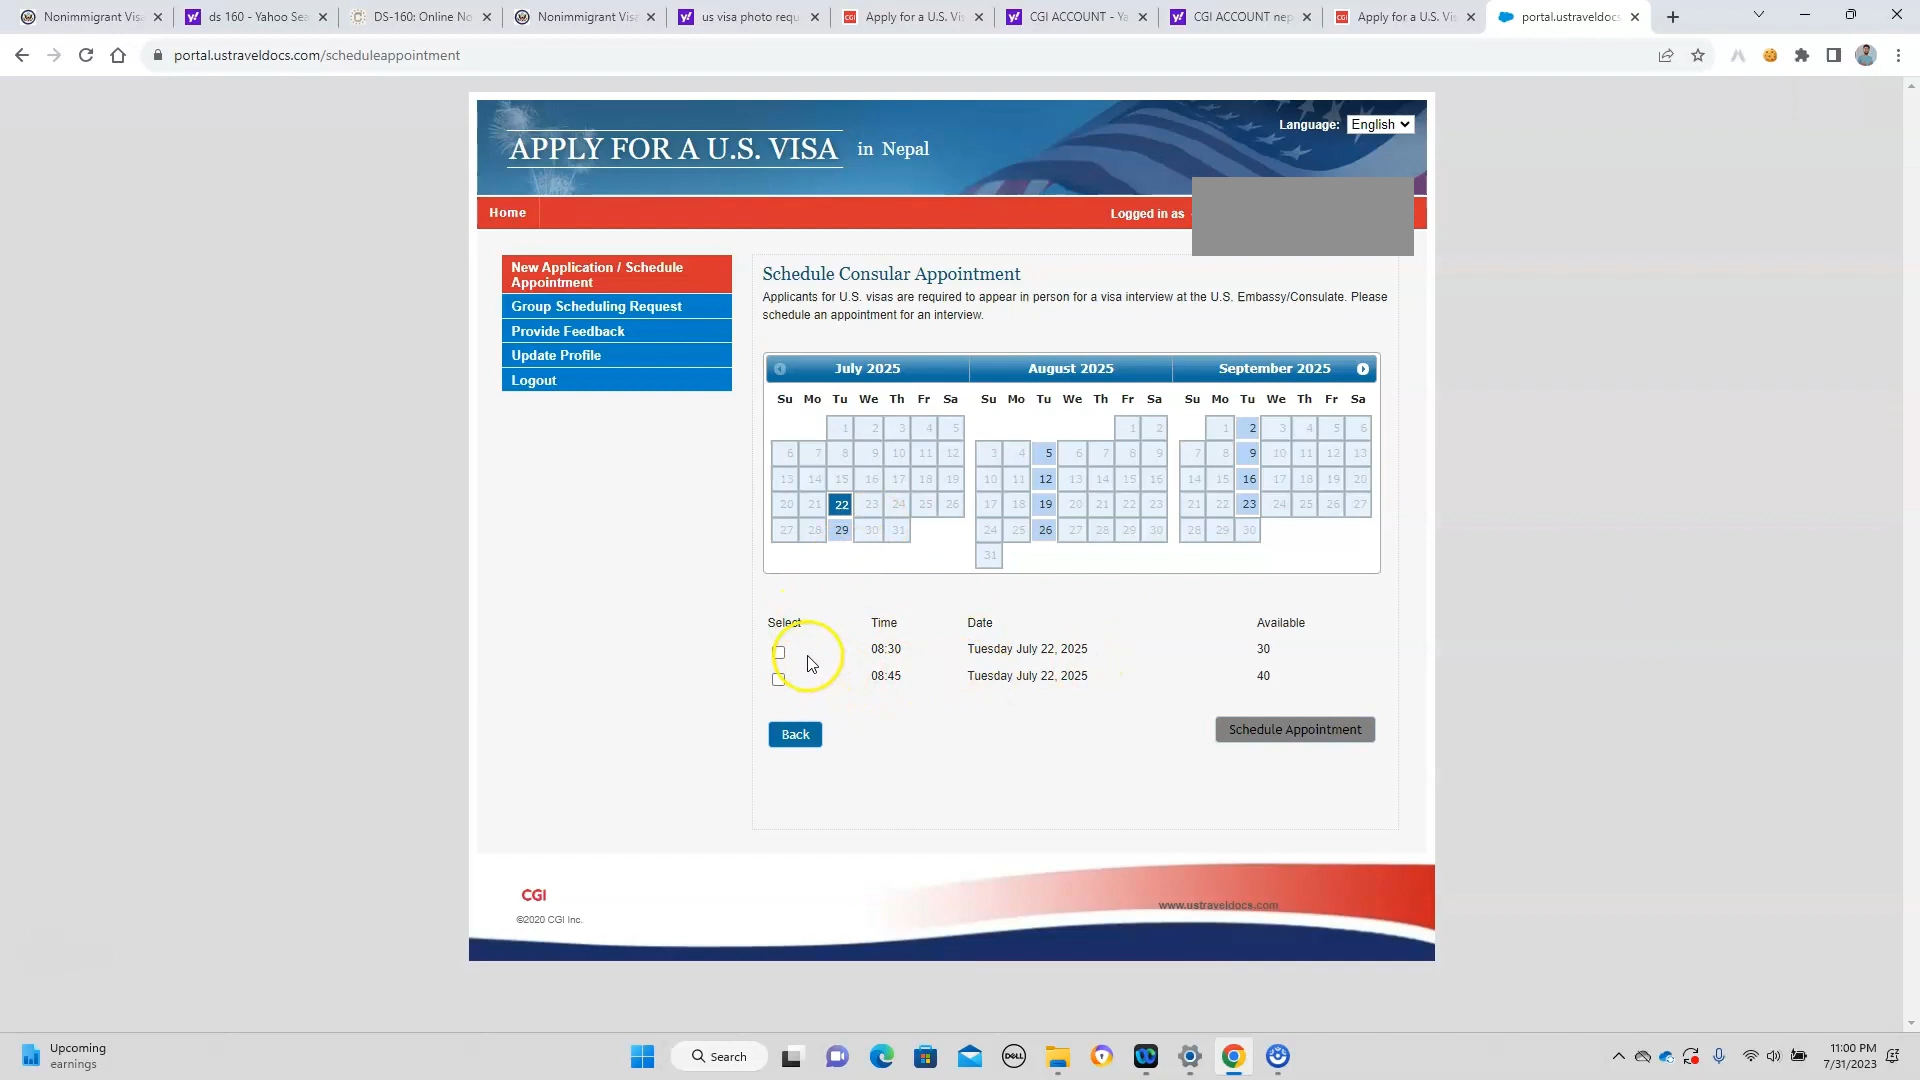 Nonimmigrant Vis
ds 160 - Yahoo Sea
DS-160: Online No
Nonimmigrant Vis
us visa photo requ
Apply for a U.S. Vi
CGI ACCOUNT - Ya
CGI ACCOUNT nep
Apply for a U.S. Vi
portal.ustraveldocs
portal.ustraveldocs.com/scheduleappointment
Language: English
APPLY FOR A U.S. VISA in Nepal
Home
Logged in as
New Application / Schedule
Appointment
Group Scheduling Request
Provide Feedback
Update Profile
Logout
Schedule Consular Appointment
Applicants for U.S. visas are required to appear in person for a visa interview at the U.S. Embassy/Consulate. Please
schedule an appointment for an interview.
July 2025 August 2025 September 2025
Su Mo Tu We Th Fr Sa Su Mo Tu We Th Fr Sa Su Mo Tu We Th Fr Sa
1 2 3 4 5 1 2 1 2 3 4 5 6
6 7 8 9 10 11 12 3 4 5 6 7 8 9 7 8 9 10 11 12 13
13 14 15 16 17 18 19 10 11 12 13 14 15 16 14 15 16 17 18 19 20
20 21 22 23 24 25 26 17 18 19 20 21 22 23 21 22 23 24 25 26 27
27 28 29 30 31 24 25 26 27 28 29 30 28 29 30
31
Select Time Date Available
08:30 Tuesday July 22, 2025 30
08:45 Tuesday July 22, 2025 40
Back
Schedule Appointment
CGI
©2020 CGI Inc.
www.ustraveldocs.com
Upcoming
earnings
Search
DELL
11:00 PM
7/31/2023